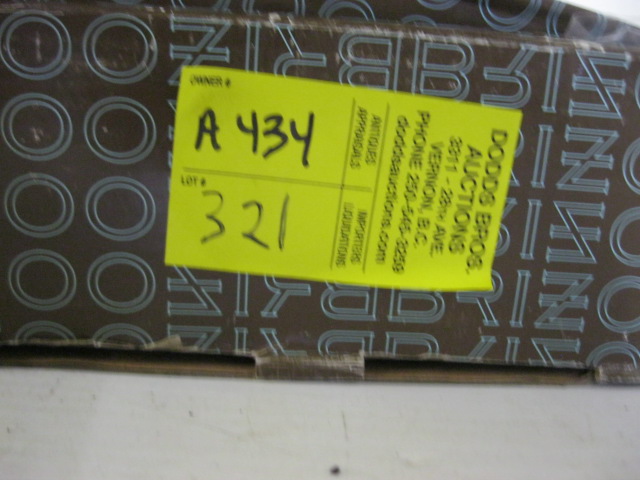 OWNER #
A 434
LOT #
321
ANTIQUES
APPRAISALS
IMPORTERS
LIQUIDATIONS
DODDS BROS.
AUCTIONS
3311 - 28TH AVE.
VERNON, B.C.
PHONE 250-545-3259
doddsauctions.com